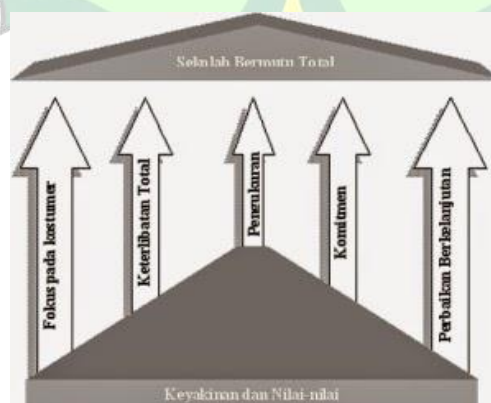 Sekolah Bermutu Total
Fokus pada kostumer
Keterlibatan Total
Pengukuran
Komitmen
Perbaikan Berkelanjutan
Keyakinan dan Nilai-nilai